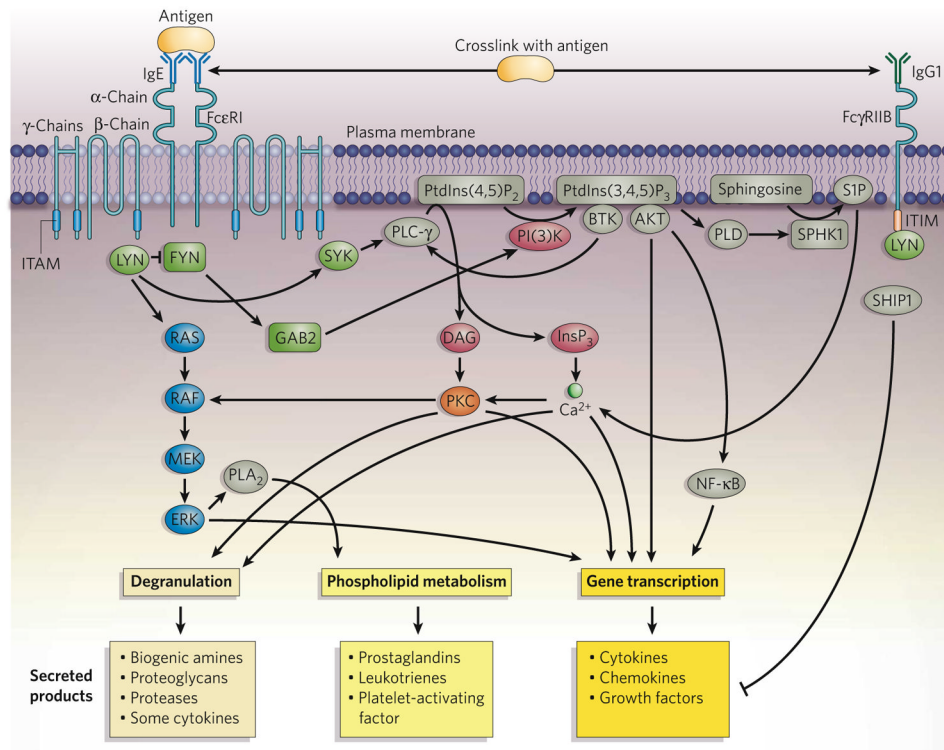 Antigen
Crosslink with antigen
IgE
IgG1
α-Chain
γ-Chains
β-Chain
FcεRI
Plasma membrane
FcγRIIB
PtdIns(4,5)P2
PtdIns(3,4,5)P3
Sphingosine
S1P
BTK
AKT
ITIM
PLC-γ
PI(3)K
PLD
SPHK1
LYN
ITAM
LYN
FYN
SYK
SHIP1
RAS
GAB2
DAG
InsP3
RAF
PKC
Ca2+
MEK
PLA2
NF-κB
ERK
Degranulation
Phospholipid metabolism
Gene transcription
Secreted
products
• Biogenic amines
• Proteoglycans
• Proteases
• Some cytokines
• Prostaglandins
• Leukotrienes
• Platelet-activating
factor
• Cytokines
• Chemokines
• Growth factors